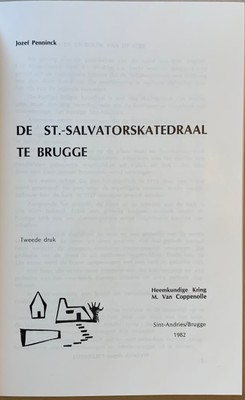 Jozef Penninck
DE ST.-SALVATORSKATEDRAAL
TE BRUGGE
Tweede druk
Heemkundige Kring
M. Van Coppenolle
Sint-Andries/Brugge
1982